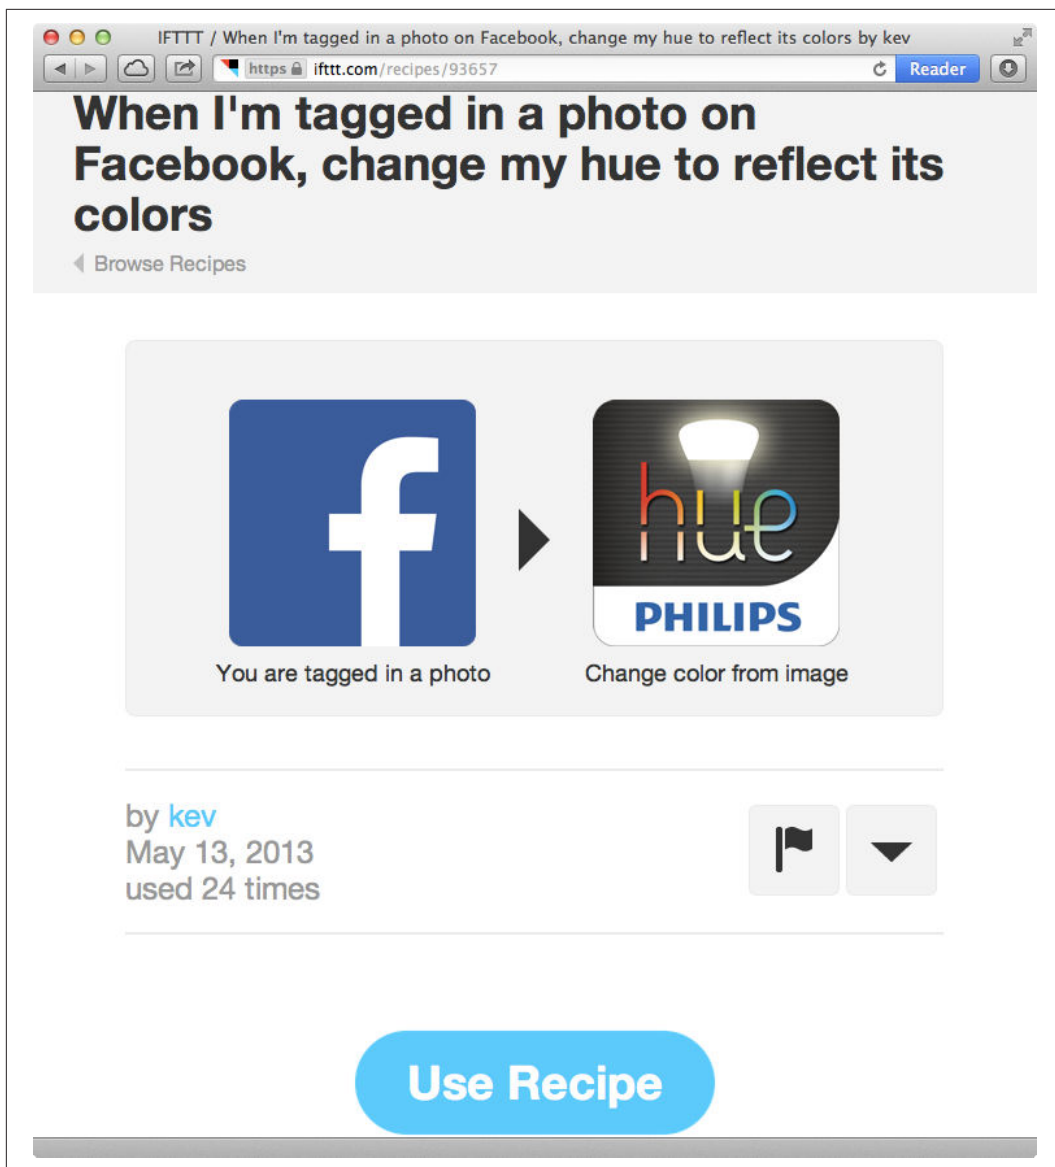 IFTTT / When I'm tagged in a photo on Facebook, change my hue to reflect its colors by kev
https ifttt.com/recipes/93657 Reader
When I'm tagged in a photo on
Facebook, change my hue to reflect its
colors
Browse Recipes
f hue
PHILIPS
You are tagged in a photo Change color from image
by kev
May 13, 2013
used 24 times
Use Recipe